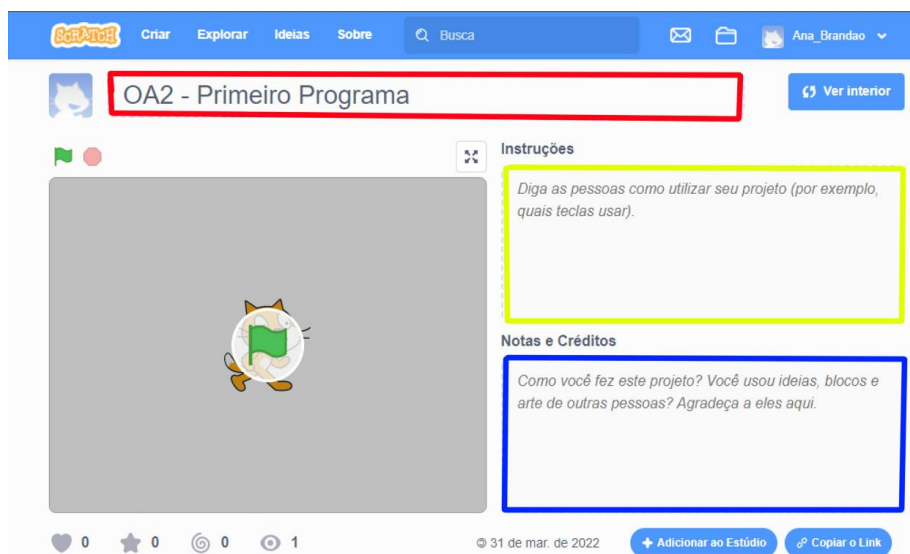 SCRATCH Criar Explorar Ideias Sobre Busca Ana_Brandao
OA2 - Primeiro Programa
Ver interior
Instruções
Diga as pessoas como utilizar seu projeto (por exemplo,
quais teclas usar).
Notas e Créditos
Como você fez este projeto? Você usou ideias, blocos e
arte de outras pessoas? Agradeça a eles aqui.
0 0 0 1 © 31 de mar. de 2022 Adicionar ao Estúdio Copiar o Link